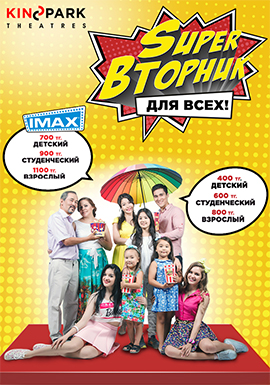 KINOPARK
THEATRES
SUPER
ВТОРНИК
ДЛЯ ВСЕХ!
IMAX
700 тг.
ДЕТСКИЙ
900 тг.
СТУДЕНЧЕСКИЙ
1100 тг.
ВЗРОСЛЫЙ
400 тг.
ДЕТСКИЙ
600 тг.
СТУДЕНЧЕСКИЙ
800 тг.
ВЗРОСЛЫЙ